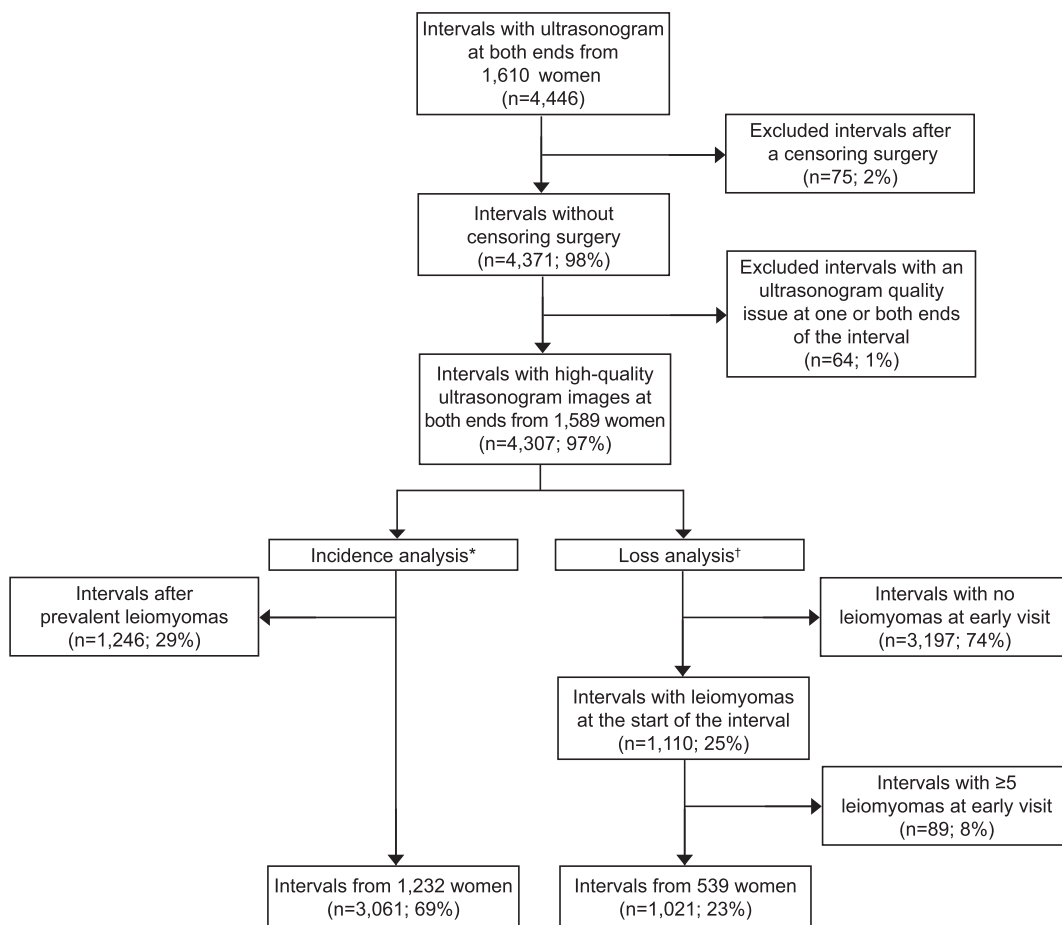 Intervals with ultrasonogram
at both ends from
1,610 women
(n=4,446)
Excluded intervals after
a censoring surgery
(n=75; 2%)
Intervals without
censoring surgery
(n=4,371; 98%)
Excluded intervals with an
ultrasonogram quality
issue at one or both ends
of the interval
(n=64; 1%)
Intervals with high-quality
ultrasonogram images at
both ends from 1,589 women
(n=4,307; 97%)
Incidence analysis*
Loss analysis†
Intervals after
prevalent leiomyomas
(n=1,246; 29%)
Intervals with no
leiomyomas at early visit
(n=3,197; 74%)
Intervals with leiomyomas
at the start of the interval
(n=1,110; 25%)
Intervals with ≥5
leiomyomas at early visit
(n=89; 8%)
Intervals from 1,232 women
(n=3,061; 69%)
Intervals from 539 women
(n=1,021; 23%)